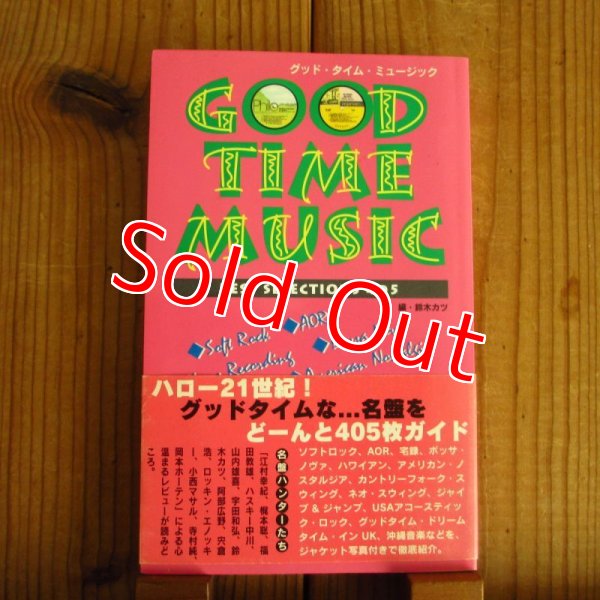 グッド・タイム・ミュージック
GOOD
TIME
MUSIC
編・鈴木カツ
Sold Out
Soft Rock
AOR
Recording
American
ハロー21世紀！
グッドタイムな...名盤を
どーんと405枚ガイド
ソフトロック、AOR、宅録、ボッサ・
ノヴァ、ハワイアン、アメリカン・ノ
スタルジア、カントリーフォーク・ス
ウィング、ネオ・スウィング、ジャイ
ブ＆ジャンプ、USAアコースティッ
ク・ロック、グッドタイム・ドリーム
タイム・イン UK、沖縄音楽などを、
ジャケット写真付きで徹底紹介。
名盤ハンターたち
「江村幸紀、梶本聡、福
田教雄、ハスキー中川、
山内雄喜、宇田和弘、鈴
木カツ、阿部広野、宍倉
浩、ロッキン・エノッキ
ー、小西マサル、寺村純、
岡本ホーテン」による心
温まるレビューが読みど
ころ。